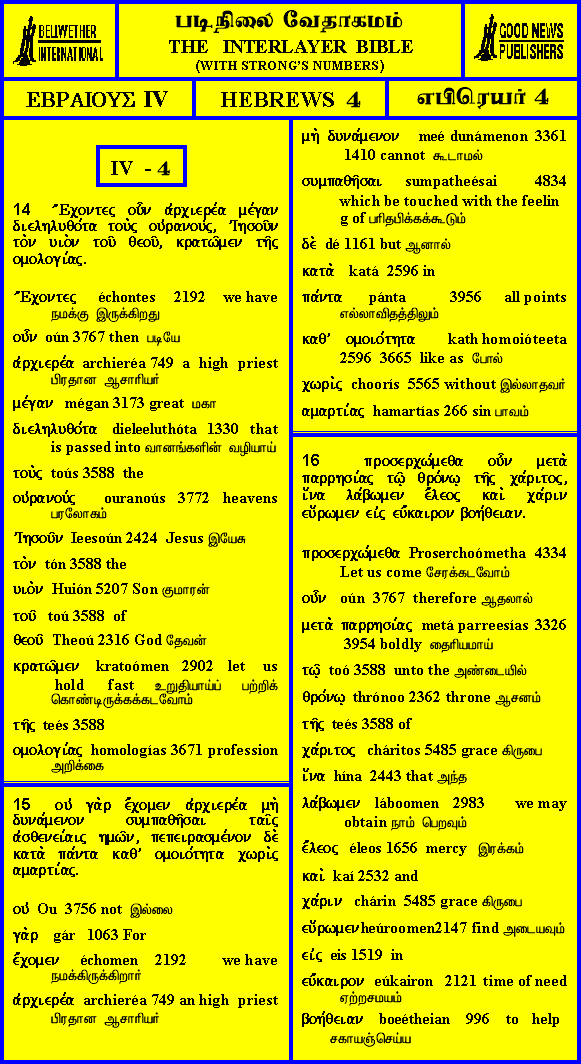 BELLWETHER
INTERNATIONAL
படிநிலை வேதாகமம்
THE INTERLAYER BIBLE
(WITH STRONG'S NUMBERS)
GOOD NEWS
PUBLISHERS
ΕΒΡΑΙΟΥΣ IV
HEBREWS 4
எபிரெயர் 4
IV - 4
14 Ἔχοντες οὖν ἀρχιερέα μέγαν
διεληλυθότα τοὺς οὐρανούς, Ἰησοῦν
τὸν υιὸν τοῦ θεοῦ, κρατῶμεν τῆς
ομολογίας.
Ἔχοντες échontes 2192 we have
நமக்கு இருக்கிறது
οὖν oún 3767 then படியே
ἀρχιερέα archieréa 749 a high priest
பிரதான ஆசாரியர்
μέγαν mégan 3173 great மகா
διεληλυθότα dieleeluthóta 1330 that
is passed into வானங்களின் வழியாய்
τοὺς toús 3588 the
οὐρανούς ouranoús 3772 heavens
பரலோகம்
Ἰησοῦν Ieesoún 2424 Jesus இயேசு
τὸν tón 3588 the
υιὸν Huión 5207 Son குமாரன்
τοῦ toú 3588 of
θεοῦ Theoú 2316 God தேவன்
κρατῶμεν kratoómen 2902 let us
hold fast உறுதியாய்ப் பற்றிக்
கொண்டிருக்கக்கடவோம்
τῆς teés 3588
ομολογίας homologías 3671 profession
அறிக்கை
15 οὐ γὰρ ἔχομεν ἀρχιερέα μὴ
δυνάμενον συμπαθῆσαι ταῖς
ἀσθενείαις ημῶν, πεπειρασμένον δὲ
κατὰ πάντα καθ' ομοιότητα χωρὶς
αμαρτίας.
οὐ Ou 3756 not இல்லை
γὰρ gár 1063 For
ἔχομεν échomen 2192 we have
நமக்கிருக்கிறார்
ἀρχιερέα archieréa 749 an high priest
பிரதான ஆசாரியர்
μὴ δυνάμενον meé dunámenon 3361
1410 cannot கூடாமல்
συμπαθῆσαι sumpatheésai 4834
which be touched with the feelin
g of பரிதபிக்கக்கூடும்
δὲ dé 1161 but ஆனால்
κατὰ katá 2596 in
πάντα pánta 3956 all points
எல்லாவிதத்திலும்
καθ' ομοιότητα kath homoióteeta
2596 3665 like as போல்
χωρὶς choorís 5565 without இல்லாதவர்
αμαρτίας hamartías 266 sin பாவம்
16 προσερχώμεθα οὖν μετὰ
παρρησίας τῷ θρόνῳ τῆς χάριτος,
ἵνα λάβωμεν ἔλεος καὶ χάριν
εὕρωμεν εἰς εὔκαιρον βοήθειαν.
προσερχώμεθα Proserchoómetha 4334
Let us come சேரக்கடவோம்
οὖν oún 3767 therefore ஆதலால்
μετὰ παρρησίας metá parreesías 3326
3954 boldly தைரியமாய்
τῷ toó 3588 unto the அண்டையில்
θρόνῳ thrónoo 2362 throne ஆசனம்
τῆς teés 3588 of
χάριτος cháritos 5485 grace கிருபை
ἵνα hína 2443 that அந்த
λάβωμεν láboomen 2983 we may
obtain நாம் பெறவும்
ἔλεος éleos 1656 mercy இரக்கம்
καὶ kaí 2532 and
χάριν chárin 5485 grace கிருபை
εὕρωμεν heúroomen2147 find அடையவும்
εἰς eis 1519 in
εὔκαιρον eúkairon 2121 time of need
ஏற்றசமயம்
βοήθειαν boeétheian 996 to help
சகாயஞ்செய்ய